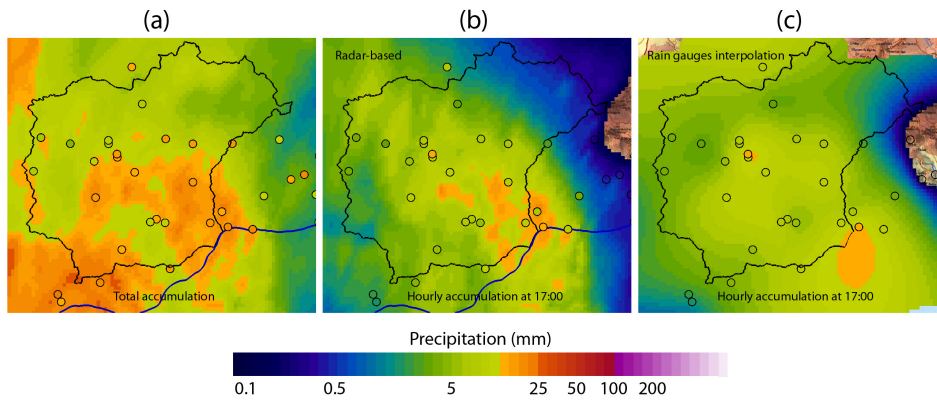 (a)
(b)
(c)
Radar-based
Rain gauges interpolation
Total accumulation
Hourly accumulation at 17:00
Hourly accumulation at 17:00
Precipitation (mm)
0.1 0.5 5 25 50 100 200